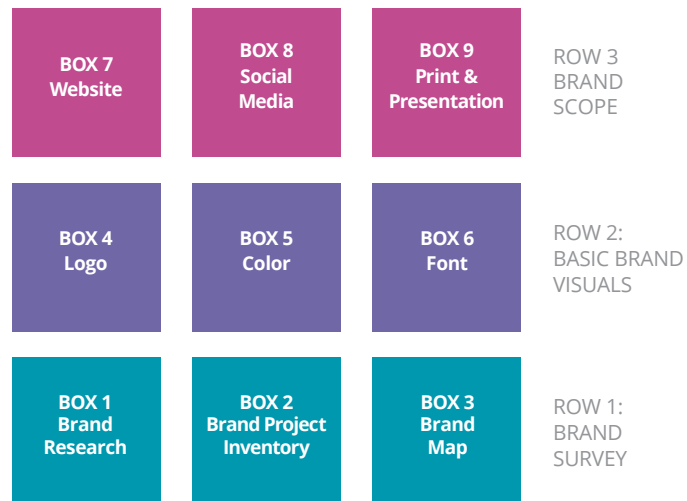 BOX 7
Website
BOX 8
Social
Media
BOX 9
Print &
Presentation
ROW 3
BRAND
SCOPE
BOX 4
Logo
BOX 5
Color
BOX 6
Font
ROW 2:
BASIC BRAND
VISUALS
BOX 1
Brand
Research
BOX 2
Brand Project
Inventory
BOX 3
Brand
Map
ROW 1:
BRAND
SURVEY